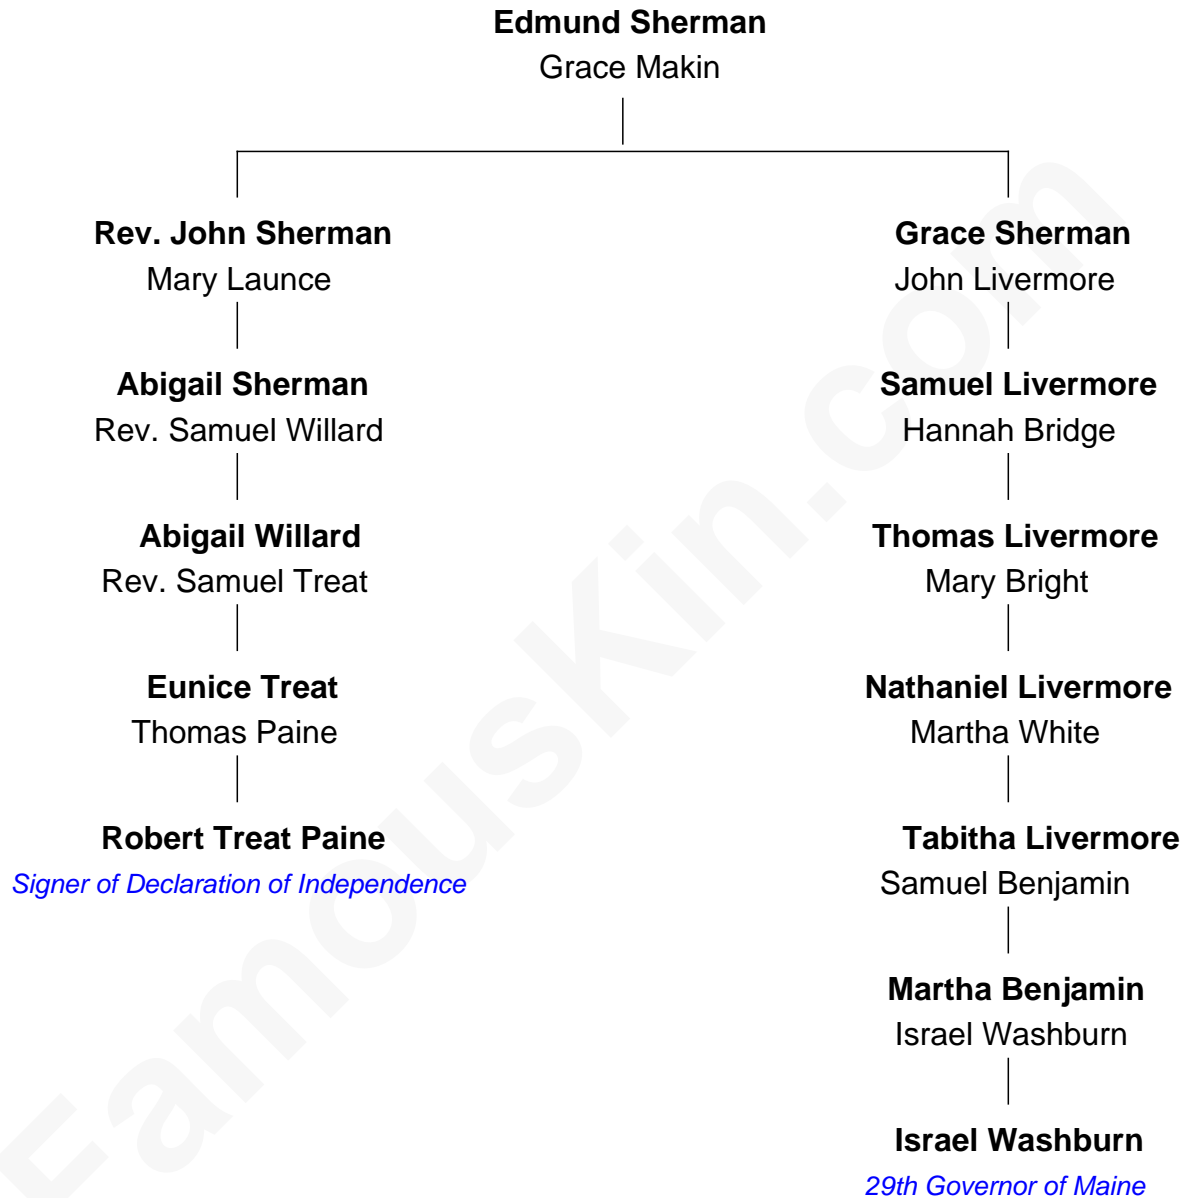 Edmund Sherman
Grace Makin
Rev. John Sherman
Mary Launce
Grace Sherman
John Livermore
Abigail Sherman
Rev. Samuel Willard
Samuel Livermore
Hannah Bridge
Abigail Willard
Rev. Samuel Treat
Thomas Livermore
Mary Bright
Eunice Treat
Thomas Paine
Nathaniel Livermore
Martha White
Robert Treat Paine
Signer of Declaration of Independence
Tabitha Livermore
Samuel Benjamin
Martha Benjamin
Israel Washburn
Israel Washburn
29th Governor of Maine
FamousKin.com